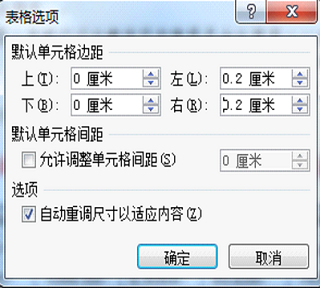 表格选项
默认单元格边距
上(T): 0 厘米 左(L): 0.2 厘米
下(B): 0 厘米 右(R): 0.2 厘米
默认单元格间距
允许调整单元格间距(S) 0 厘米
选项
自动重调尺寸以适应内容(Z)
确定 取消